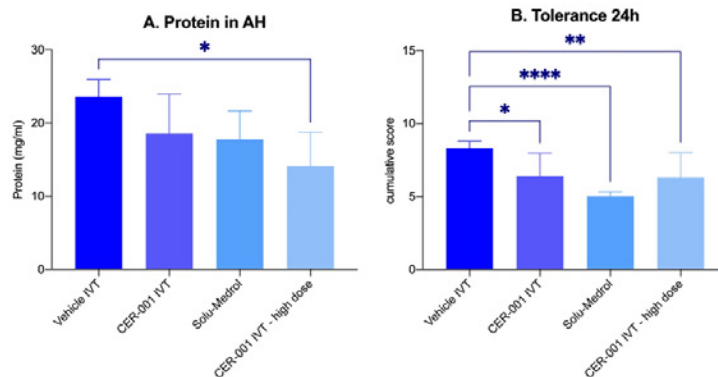 A. Protein in AH
Protein (mg/ml)
30
20
10
0
*
Vehicle IVT
CER-001 IVT
Solu-Medrol
CER-001 IVT - high dose
B. Tolerance 24h
cumulative score
15
10
5
0
**
****
*
Vehicle IVT
CER-001 IVT
Solu-Medrol
CER-001 IVT - high dose